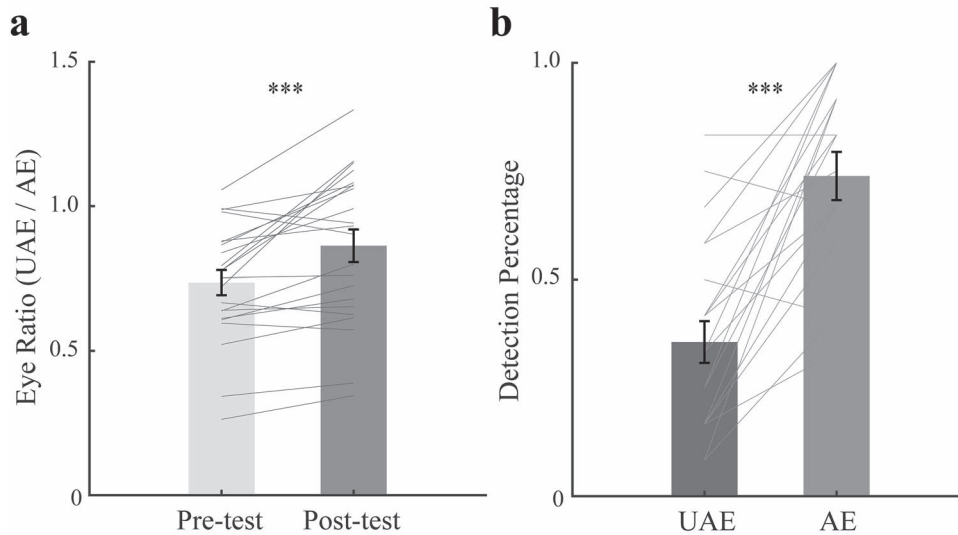 a
1.5
1.0
0.5
0
Eye Ratio (UAE / AE)
***
Pre-test
Post-test
b
1.0
0.5
0
Detection Percentage
***
UAE
AE